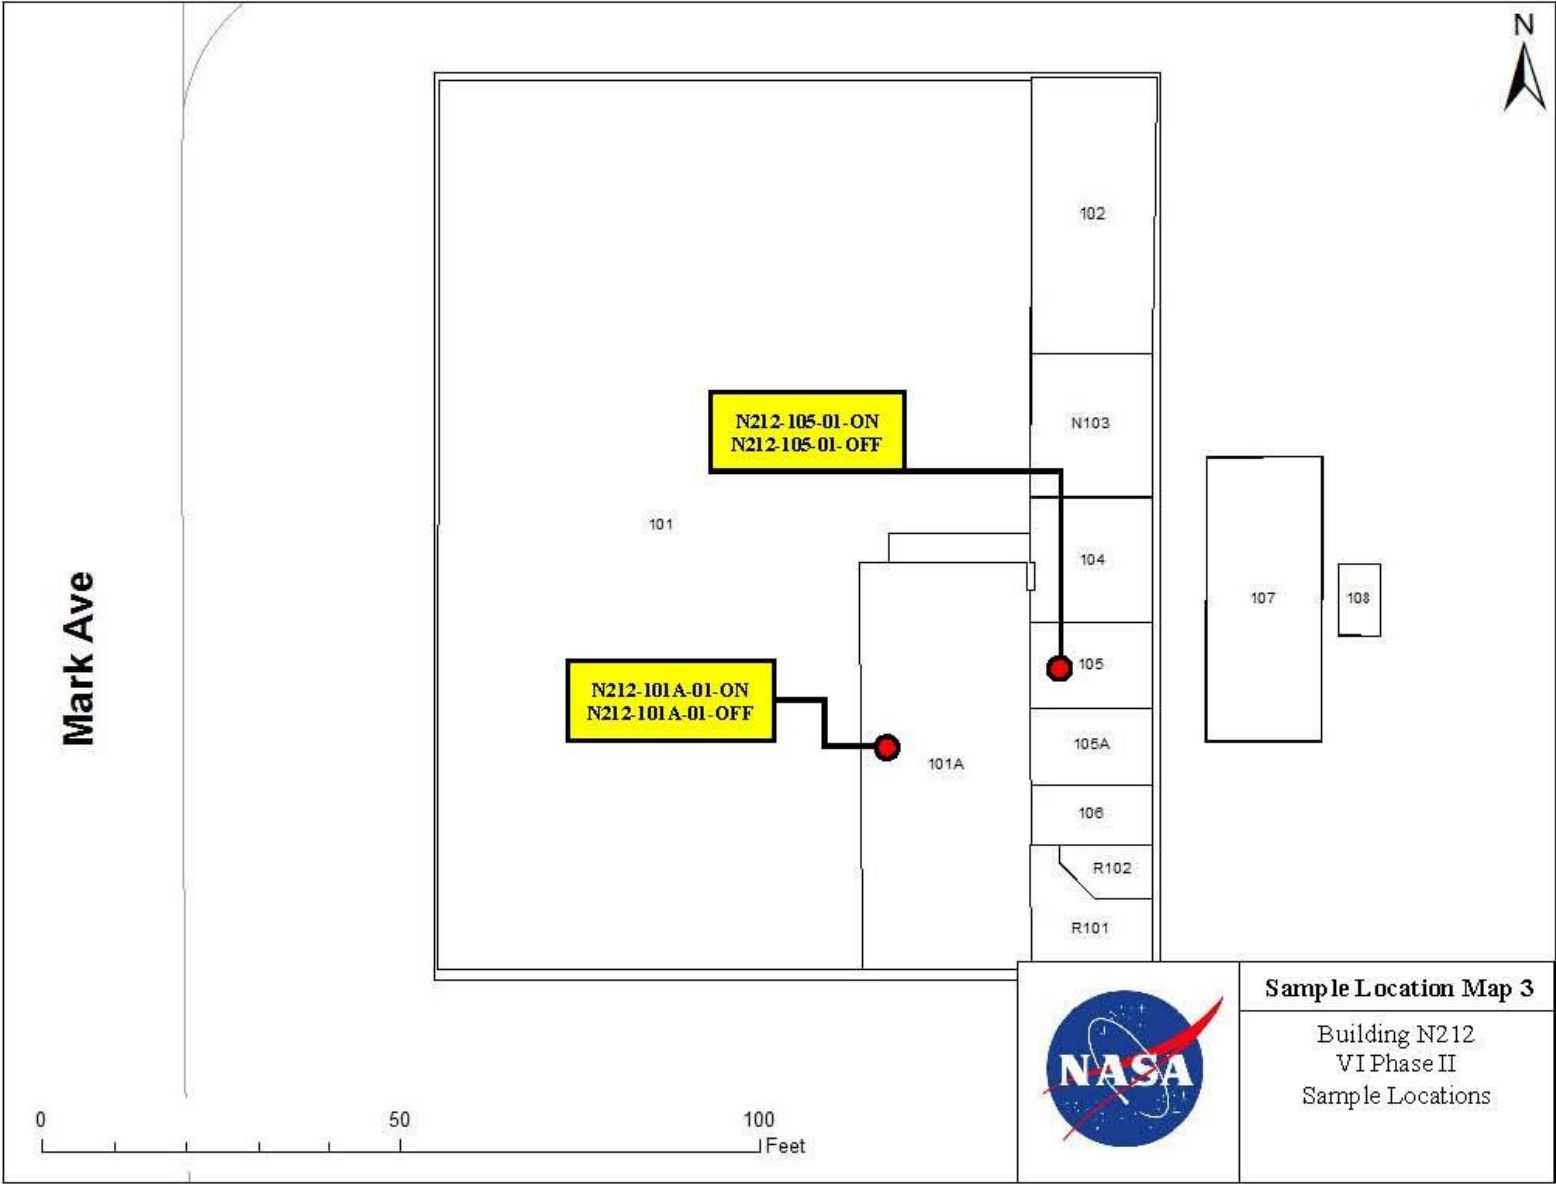 N
102
N212-105-01-ON
N212-105-01-OFF
N103
101
104
107
108
Mark Ave
105
N212-101A-01-ON
N212-101A-01-OFF
105A
101A
106
R102
R101
Sample Location Map 3
Building N212
VI Phase II
Sample Locations
NASA
0 50 100
Feet